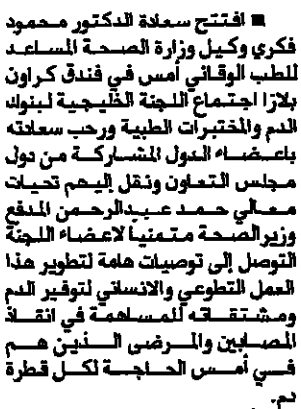 ■ افتتح سعادة الدكتور محمود
فكري وكيل وزارة الصحة المساعد
للطب الوقائي أمس في فندق كراون
بلازا اجتماع اللجنة الخليجية لبنوك
الدم والمختبرات الطبية ورحب سعادته
باعضاء الدول المشاركة من دول
مجلس التعاون ونقل إليهم تحيات
معالي حمد عبدالرحمن المدفع
وزير الصحة متمنياً لاعضاء اللجنة
التوصل إلى توصيات هامة لتطوير هذا
العمل التطوعي والانساني لتوفير الدم
ومشتقاته للمساهمة في انقاذ
المصابين والمرضى الذين هم
في أمس الحاجة لكل قطرة
دم.